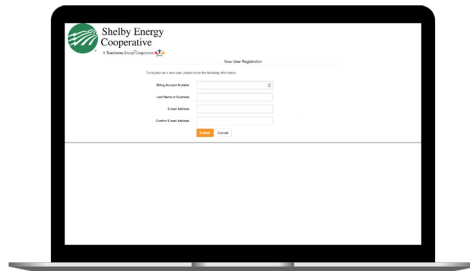 Shelby Energy
Cooperative
A Touchstone Energy Cooperative
New User Registration
To register as a new user, please enter the following information.
Billing Account Number
Last Name or Business
E-mail Address
Confirm E-mail Address
Submit Cancel